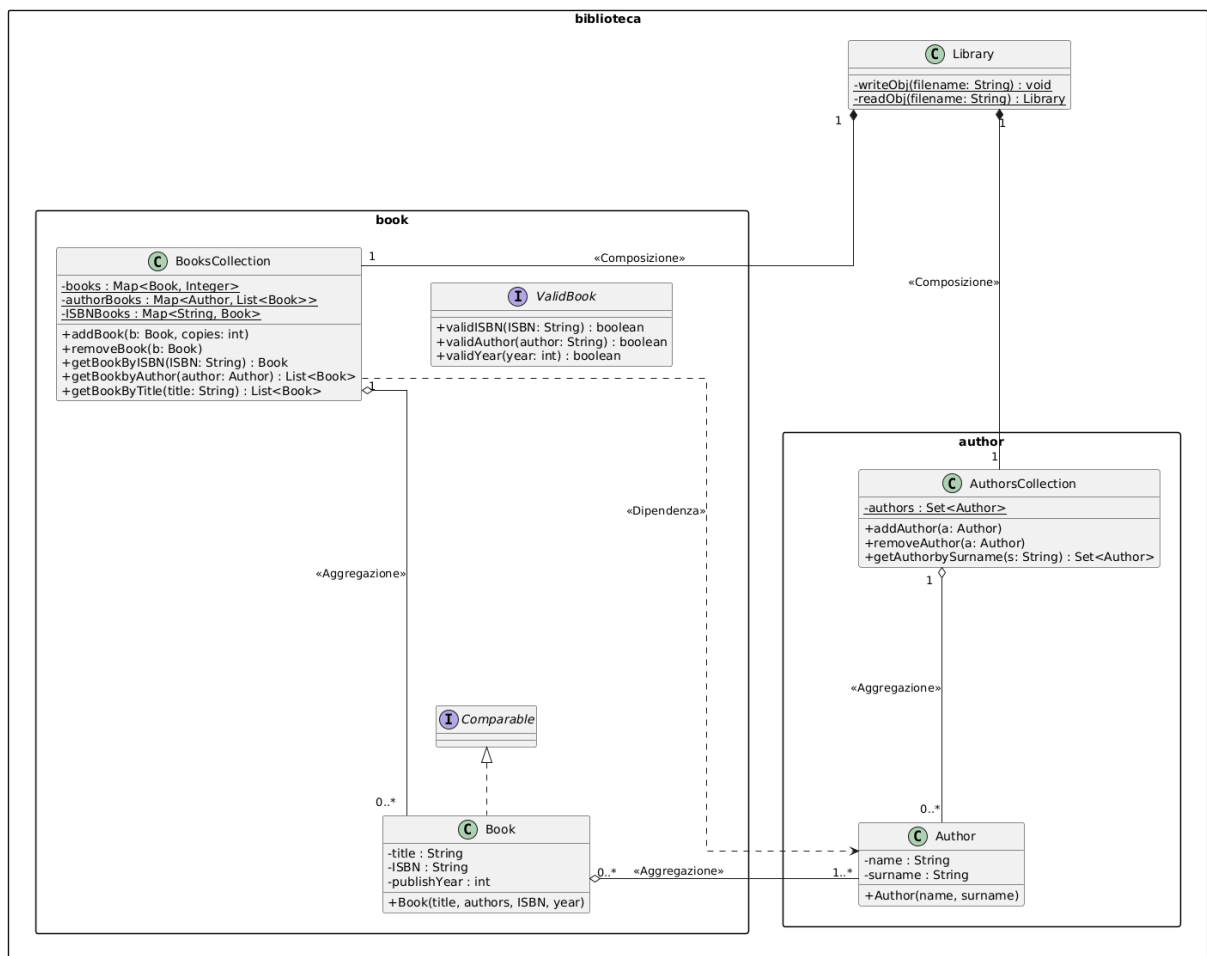 biblioteca
C Library
-writeObj(filename: String) : void
-readObj(filename: String) : Library
1
1
book
C BooksCollection
-books : Map<Book, Integer>
-authorBooks : Map<Author, List<Book>>
-ISBNBooks : Map<String, Book>
+addBook(b: Book, copies: int)
+removeBook(b: Book)
+getBookByISBN(ISBN: String) : Book
+getBookbyAuthor(author: Author) : List<Book>
+getBookByTitle(title: String) : List<Book>
1
«Composizione»
I ValidBook
+validISBN(ISBN: String) : boolean
+validAuthor(author: String) : boolean
+validYear(year: int) : boolean
«Composizione»
1
author
1
C AuthorsCollection
-authors : Set<Author>
+addAuthor(a: Author)
+removeAuthor(a: Author)
+getAuthorbySurname(s: String) : Set<Author>
«Dipendenza»
«Aggregazione»
1
«Aggregazione»
I Comparable
0..*
0..*
C Book
-title : String
-ISBN : String
-publishYear : int
+Book(title, authors, ISBN, year)
0..*
«Aggregazione»
1..*
C Author
-name : String
-surname : String
+Author(name, surname)